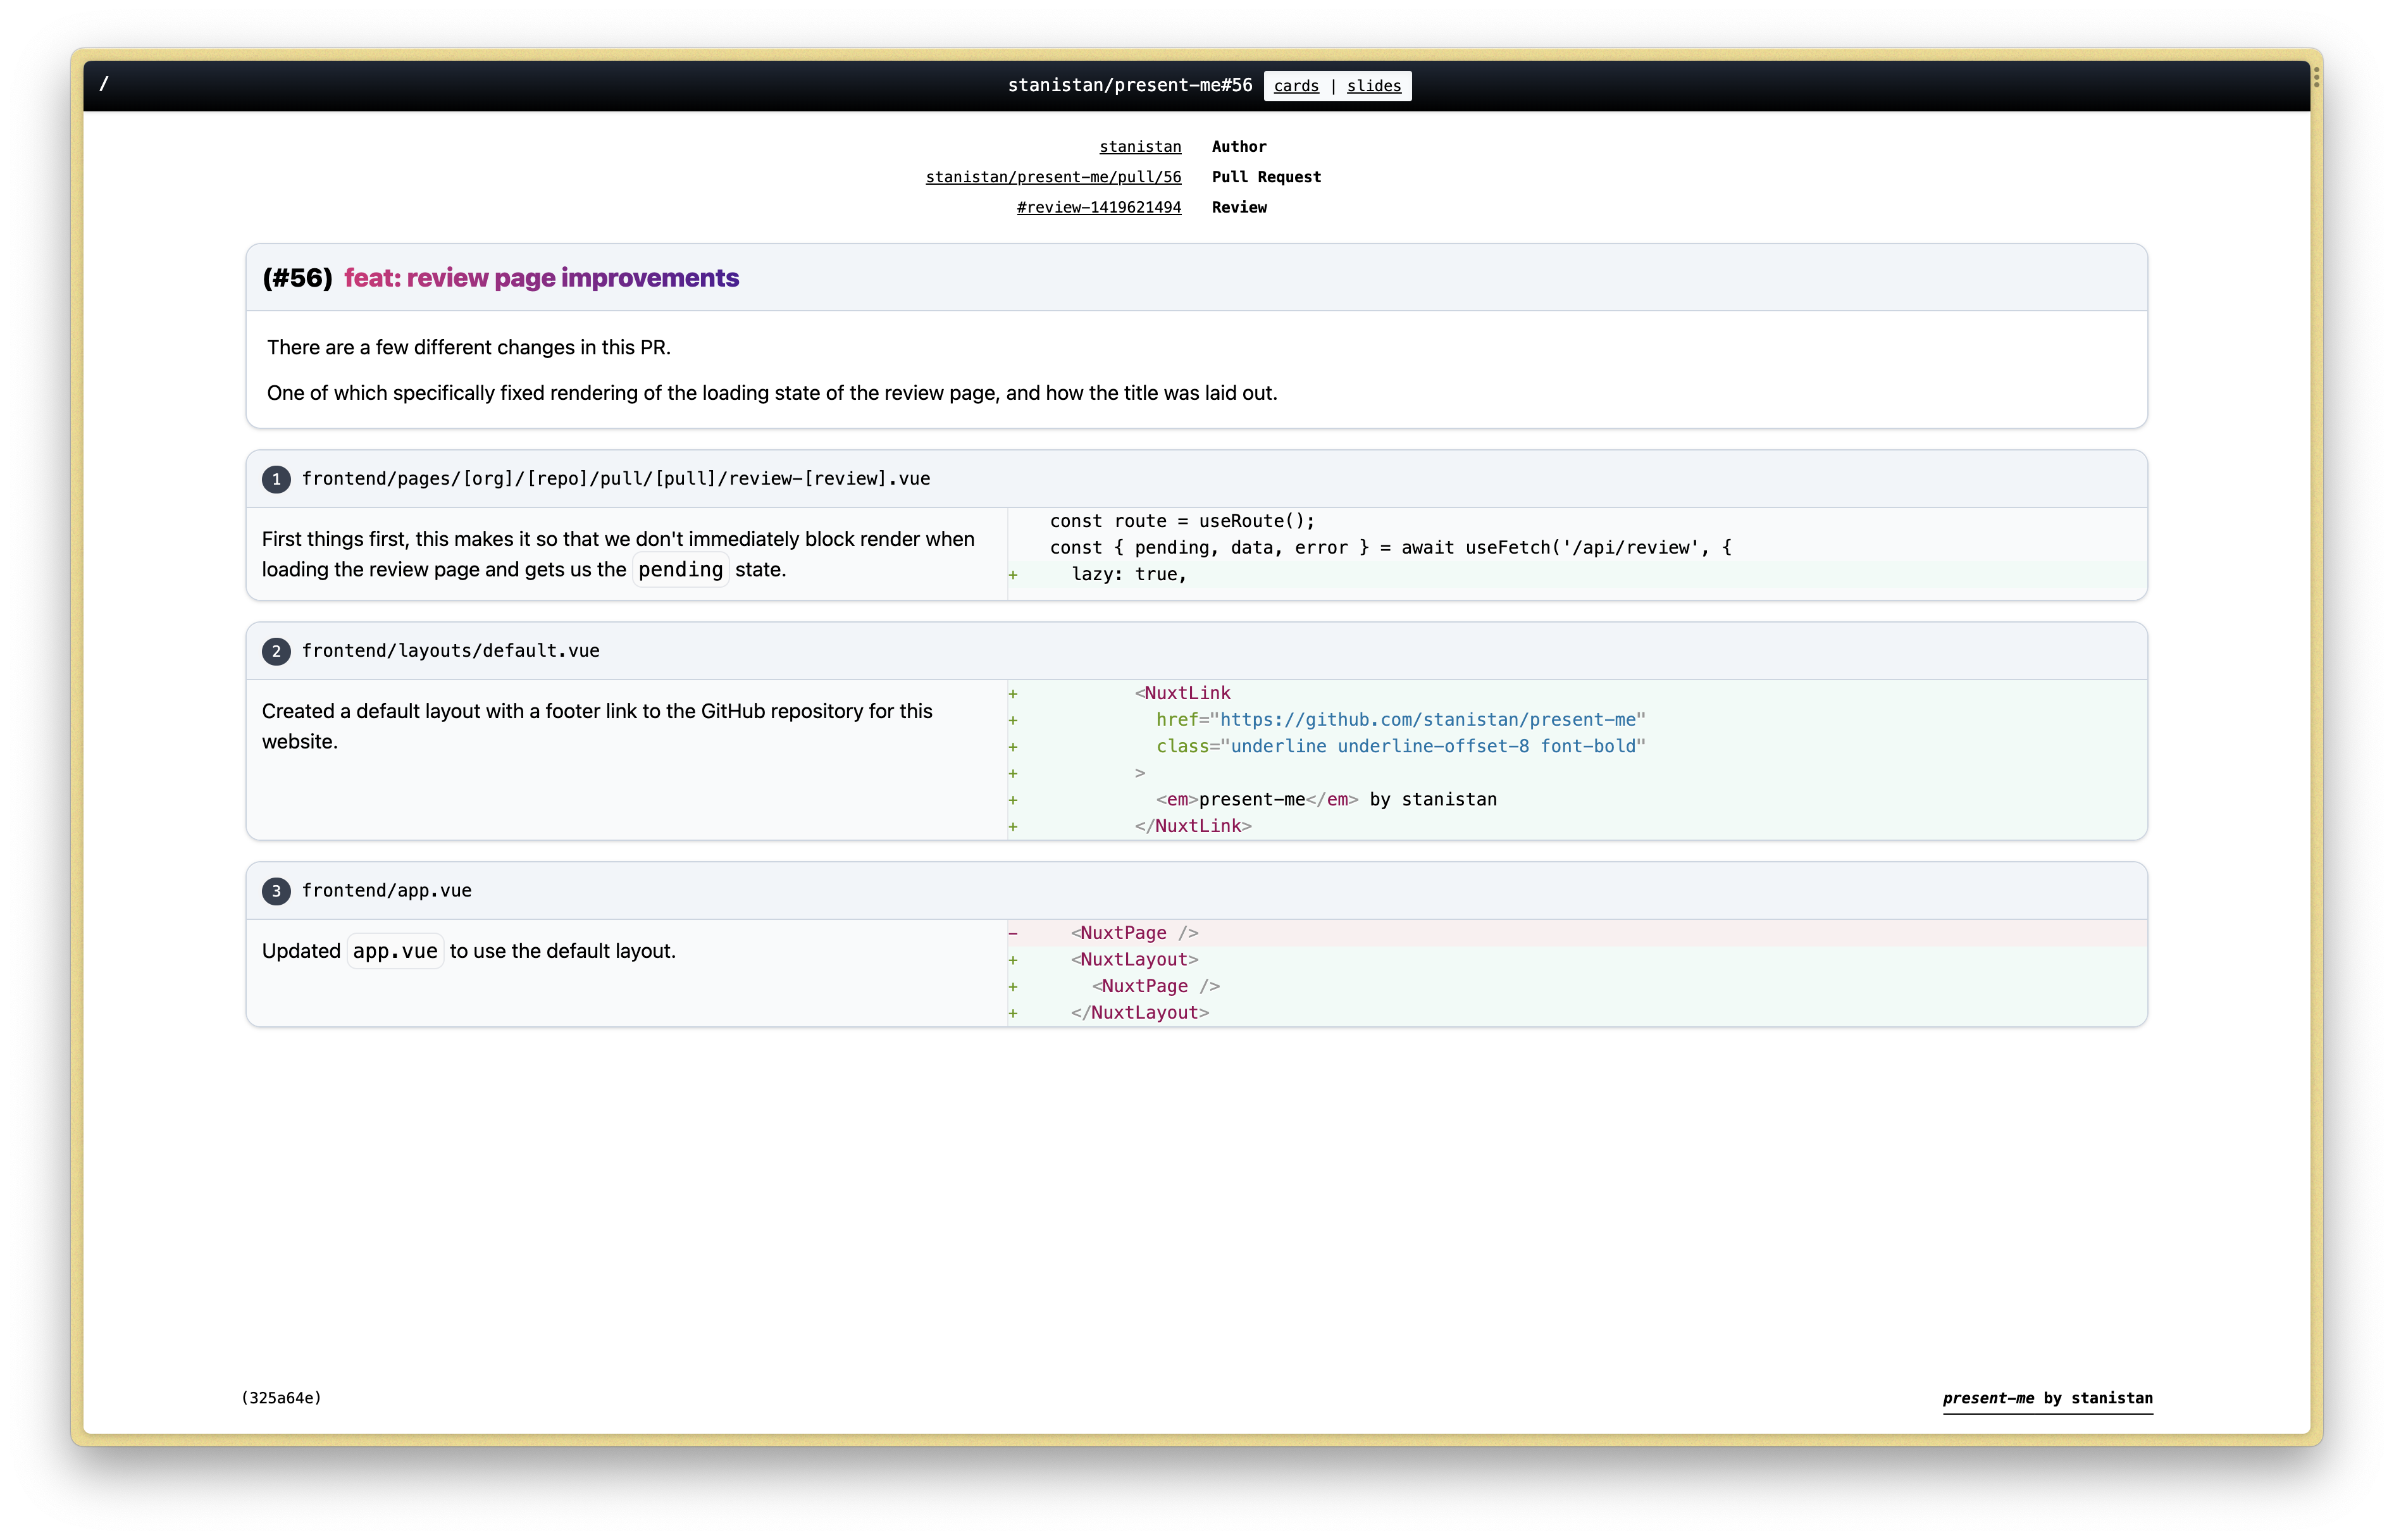 /
stanistan/present-me#56 cards | slides
stanistan Author
stanistan/present-me/pull/56 Pull Request
#review-1419621494 Review
(#56) feat: review page improvements
There are a few different changes in this PR.
One of which specifically fixed rendering of the loading state of the review page, and how the title was laid out.
1 frontend/pages/[org]/[repo]/pull/[pull]/review-[review].vue
First things first, this makes it so that we don't immediately block render when
loading the review page and gets us the pending state.
const route = useRoute();
const { pending, data, error } = await useFetch('/api/review', {
+ lazy: true,
2 frontend/layouts/default.vue
Created a default layout with a footer link to the GitHub repository for this
website.
+ <NuxtLink
+ href="https://github.com/stanistan/present-me"
+ class="underline underline-offset-8 font-bold"
+ >
+ <em>present-me</em> by stanistan
+ </NuxtLink>
3 frontend/app.vue
Updated app.vue to use the default layout.
- <NuxtPage />
+ <NuxtLayout>
+ <NuxtPage />
+ </NuxtLayout>
(325a64e)
present-me by stanistan